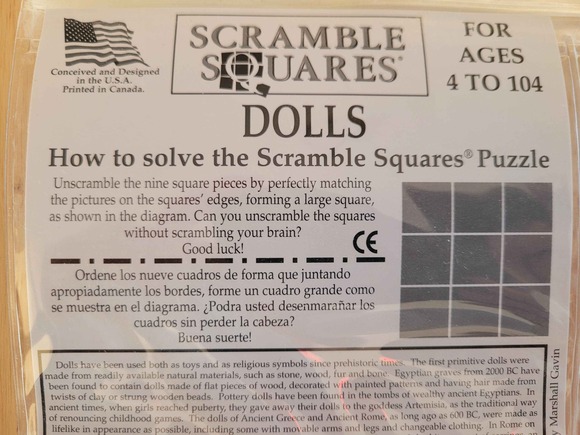 SCRAMBLE
SQUARES®
FOR
AGES
4 TO 104
Conceived and Designed
in the U.S.A.
Printed in Canada.
DOLLS
How to solve the Scramble Squares® Puzzle
Unscramble the nine square pieces by perfectly matching
the pictures on the squares' edges, forming a large square,
as shown in the diagram. Can you unscramble the squares
without scrambling your brain?
Good luck!
CE
Ordene los nueve cuadros de forma que juntando
apropiadamente los bordes, forme un cuadro grande como
se muestra en el diagrama. ¿Podra usted desenmarañar los
cuadros sin perder la cabeza?
Buena suerte!
Dolls have been used both as toys and as religious symbols since prehistoric times. The first primitive dolls were
made from readily available natural materials, such as stone, wood, fur and bone. Egyptian graves from 2000 BC have
been found to contain dolls made of flat pieces of wood, decorated with painted patterns and having hair made from
twists of clay or strung wooden beads. Pottery dolls have been found in the tombs of wealthy ancient Egyptians. In
ancient times, when girls reached puberty, they gave away their dolls to the goddess Artemisia, as the traditional way
of renouncing childhood games. The dolls of Ancient Greece and Ancient Rome, as long ago as 600 BC, were made as
lifelike in appearance as possible, including some with movable arms and legs and changeable clothing. In Rome on
Marshall Gavin